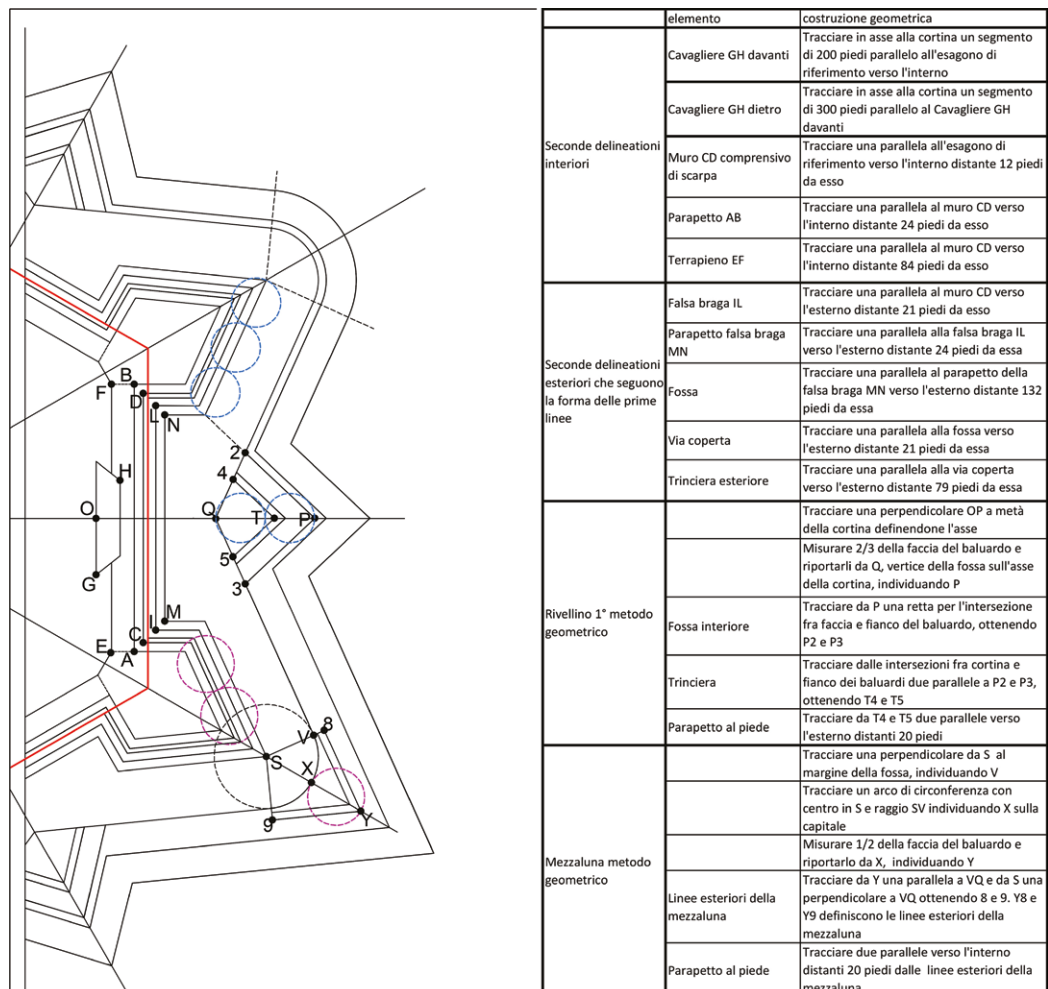 F
B
D
L
N
2
4
H
O
Q
T
P
5
3
G
M
I
C
E
A
8
V
S
X
9
Y
elemento
costruzione geometrica
Seconde delineationi
interiori
Cavagliere GH davanti
Tracciare in asse alla cortina un segmento
di 200 piedi parallelo all'esagono di
riferimento verso l'interno
Cavagliere GH dietro
Tracciare in asse alla cortina un segmento
di 300 piedi parallelo al Cavagliere GH
davanti
Muro CD comprensivo
di scarpa
Tracciare una parallela all'esagono di
riferimento verso l'interno distante 12 piedi
da esso
Parapetto AB
Tracciare una parallela al muro CD verso
l'interno distante 24 piedi da esso
Terrapieno EF
Tracciare una parallela al muro CD verso
l'interno distante 84 piedi da esso
Seconde delineationi
esteriori che seguono
la forma delle prime
linee
Falsa braga IL
Tracciare una parallela al muro CD verso
l'esterno distante 21 piedi da esso
Parapetto falsa braga
MN
Tracciare una parallela alla falsa braga IL
verso l'esterno distante 24 piedi da essa
Fossa
Tracciare una parallela al parapetto della
falsa braga MN verso l'esterno distante 132
piedi da essa
Via coperta
Tracciare una parallela alla fossa verso
l'esterno distante 21 piedi da essa
Trinciera esteriore
Tracciare una parallela alla via coperta
verso l'esterno distante 79 piedi da essa
Rivellino 1° metodo
geometrico
Tracciare una perpendicolare OP a metà
della cortina definendone l'asse
Misurare 2/3 della faccia del baluardo e
riportarli da Q, vertice della fossa sull'asse
della cortina, individuando P
Fossa interiore
Tracciare da P una retta per l'intersezione
fra faccia e fianco del baluardo, ottenendo
P2 e P3
Trinciera
Tracciare dalle intersezioni fra cortina e
fianco dei baluardi due parallele a P2 e P3,
ottenendo T4 e T5
Parapetto al piede
Tracciare da T4 e T5 due parallele verso
l'esterno distanti 20 piedi
Mezzaluna metodo
geometrico
Tracciare una perpendicolare da S al
margine della fossa, individuando V
Tracciare un arco di circonferenza con
centro in S e raggio SV individuando X sulla
capitale
Misurare 1/2 della faccia del baluardo e
riportarlo da X, individuando Y
Linee esteriori della
mezzaluna
Tracciare da Y una parallela a VQ e da S una
perpendicolare a VQ ottenendo 8 e 9. Y8 e
Y9 definiscono le linee esteriori della
mezzaluna
Parapetto al piede
Tracciare due parallele verso l'interno
distanti 20 piedi dalle linee esteriori della
mezzaluna